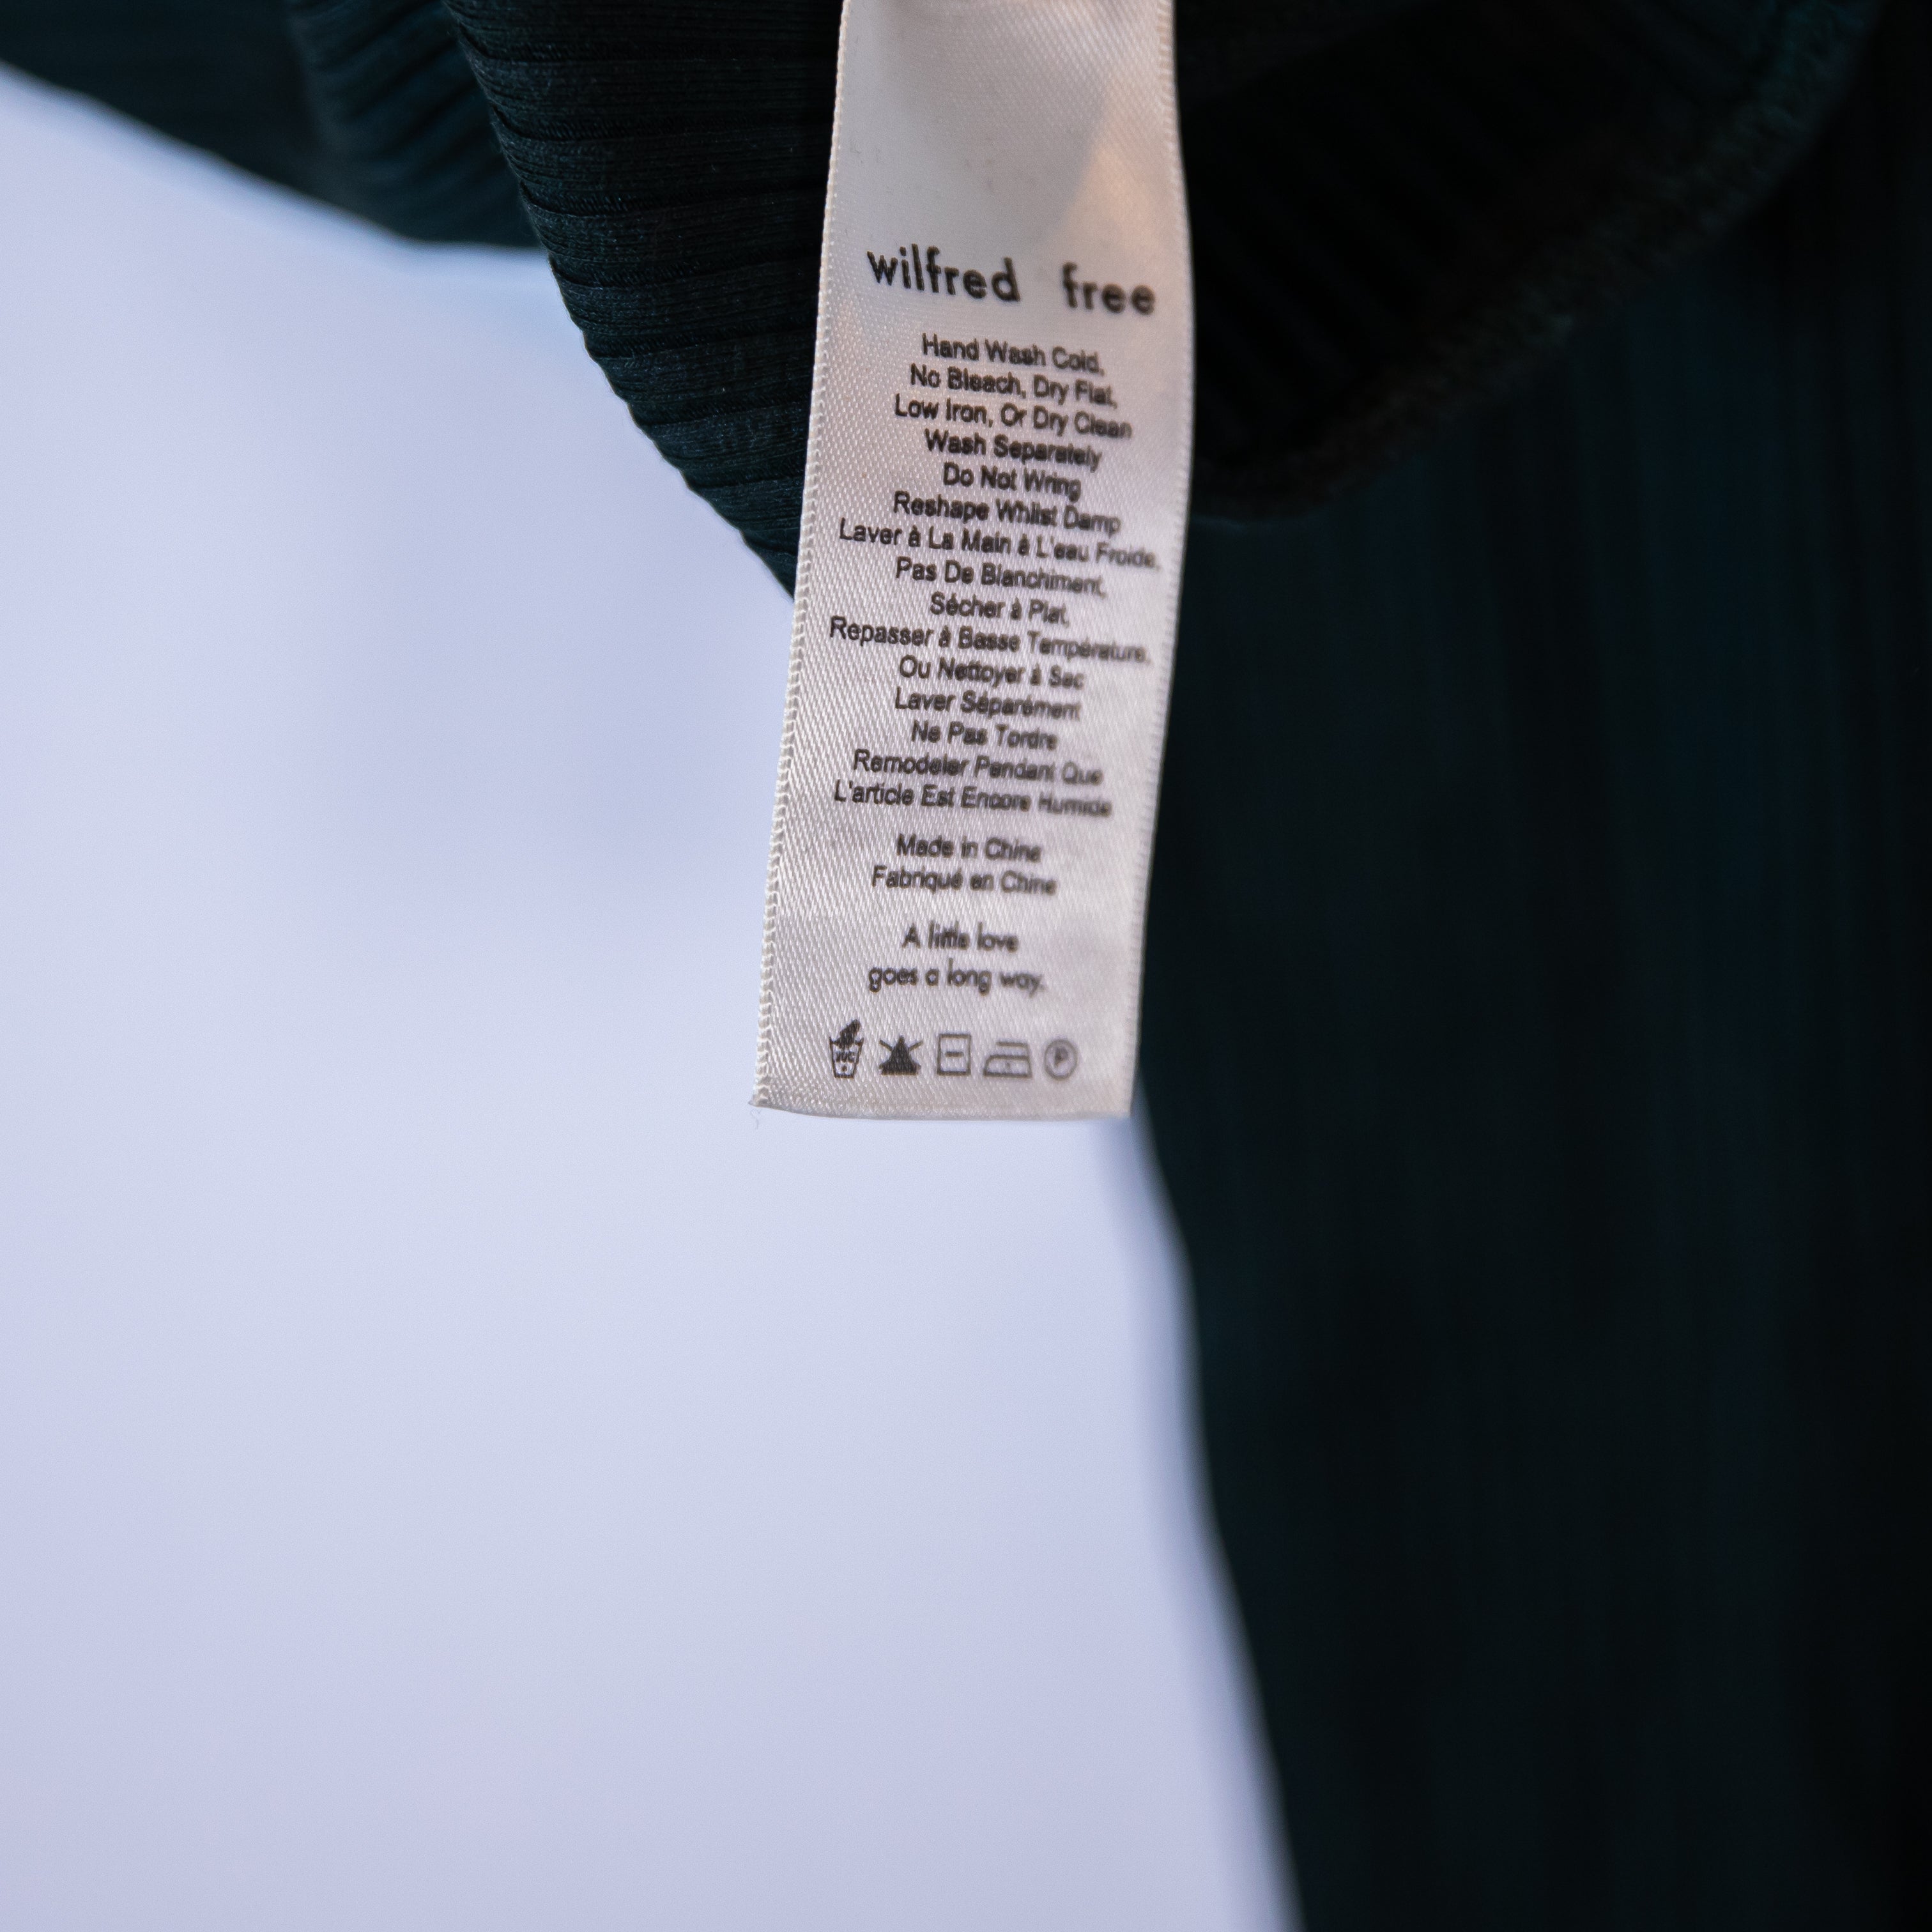 wilfred free
Hand Wash Cold,
No Bleach, Dry Flat,
Low Iron, Or Dry Clean
Wash Separately
Do Not Wring
Reshape Whilst Damp
Laver à La Main à L'eau Froide,
Pas De Blanchiment,
Sécher à Plat,
Repasser à Basse Température,
Ou Nettoyer à Sec
Laver Séparément
Ne Pas Tordre
Remodeler Pendant Que
L'article Est Encore Humide
Made in China
Fabriqué en Chine
A little love
goes a long way.
P